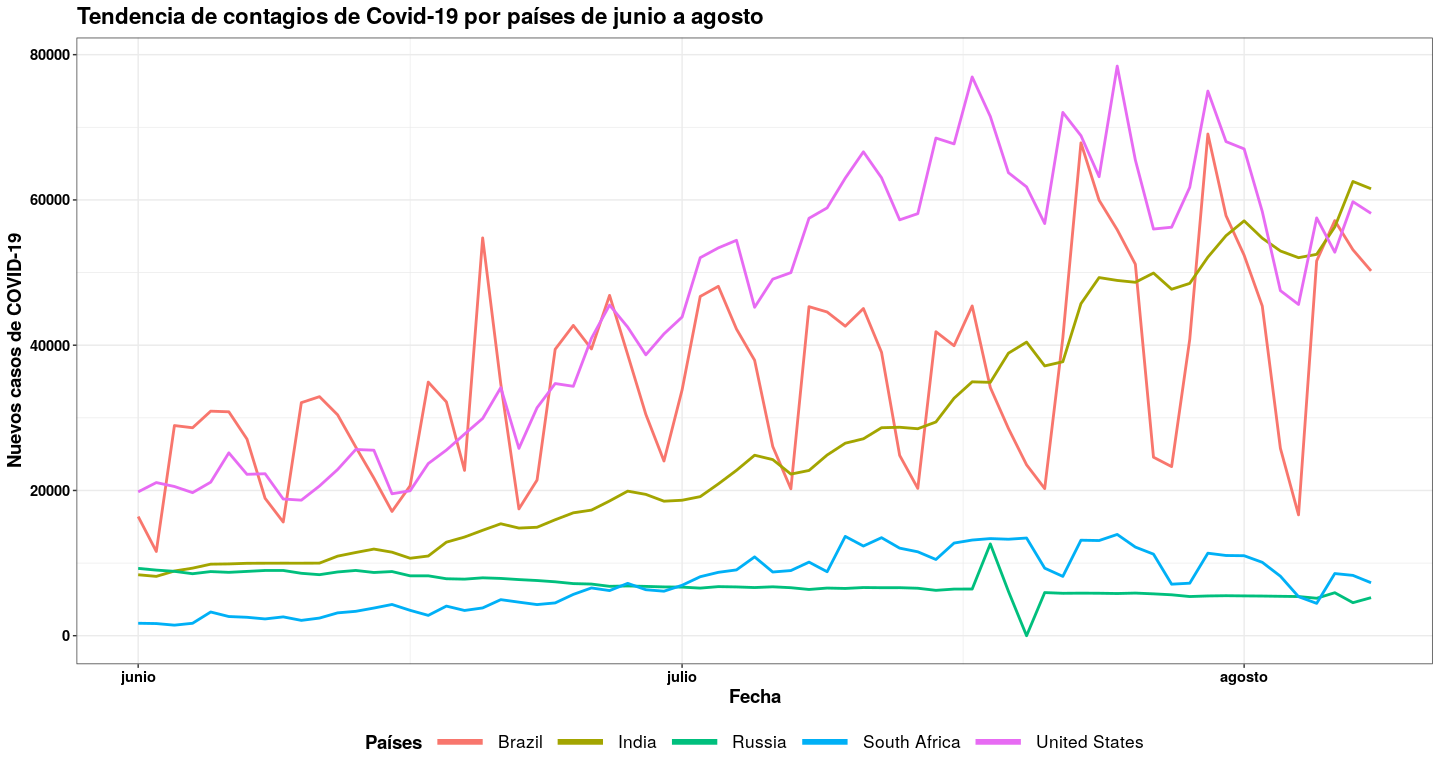 Tendencia de contagios de Covid-19 por países de junio a agosto
Nuevos casos de COVID-19
80000
60000
40000
20000
0
junio julio agosto
Fecha
Países Brazil India Russia South Africa United States